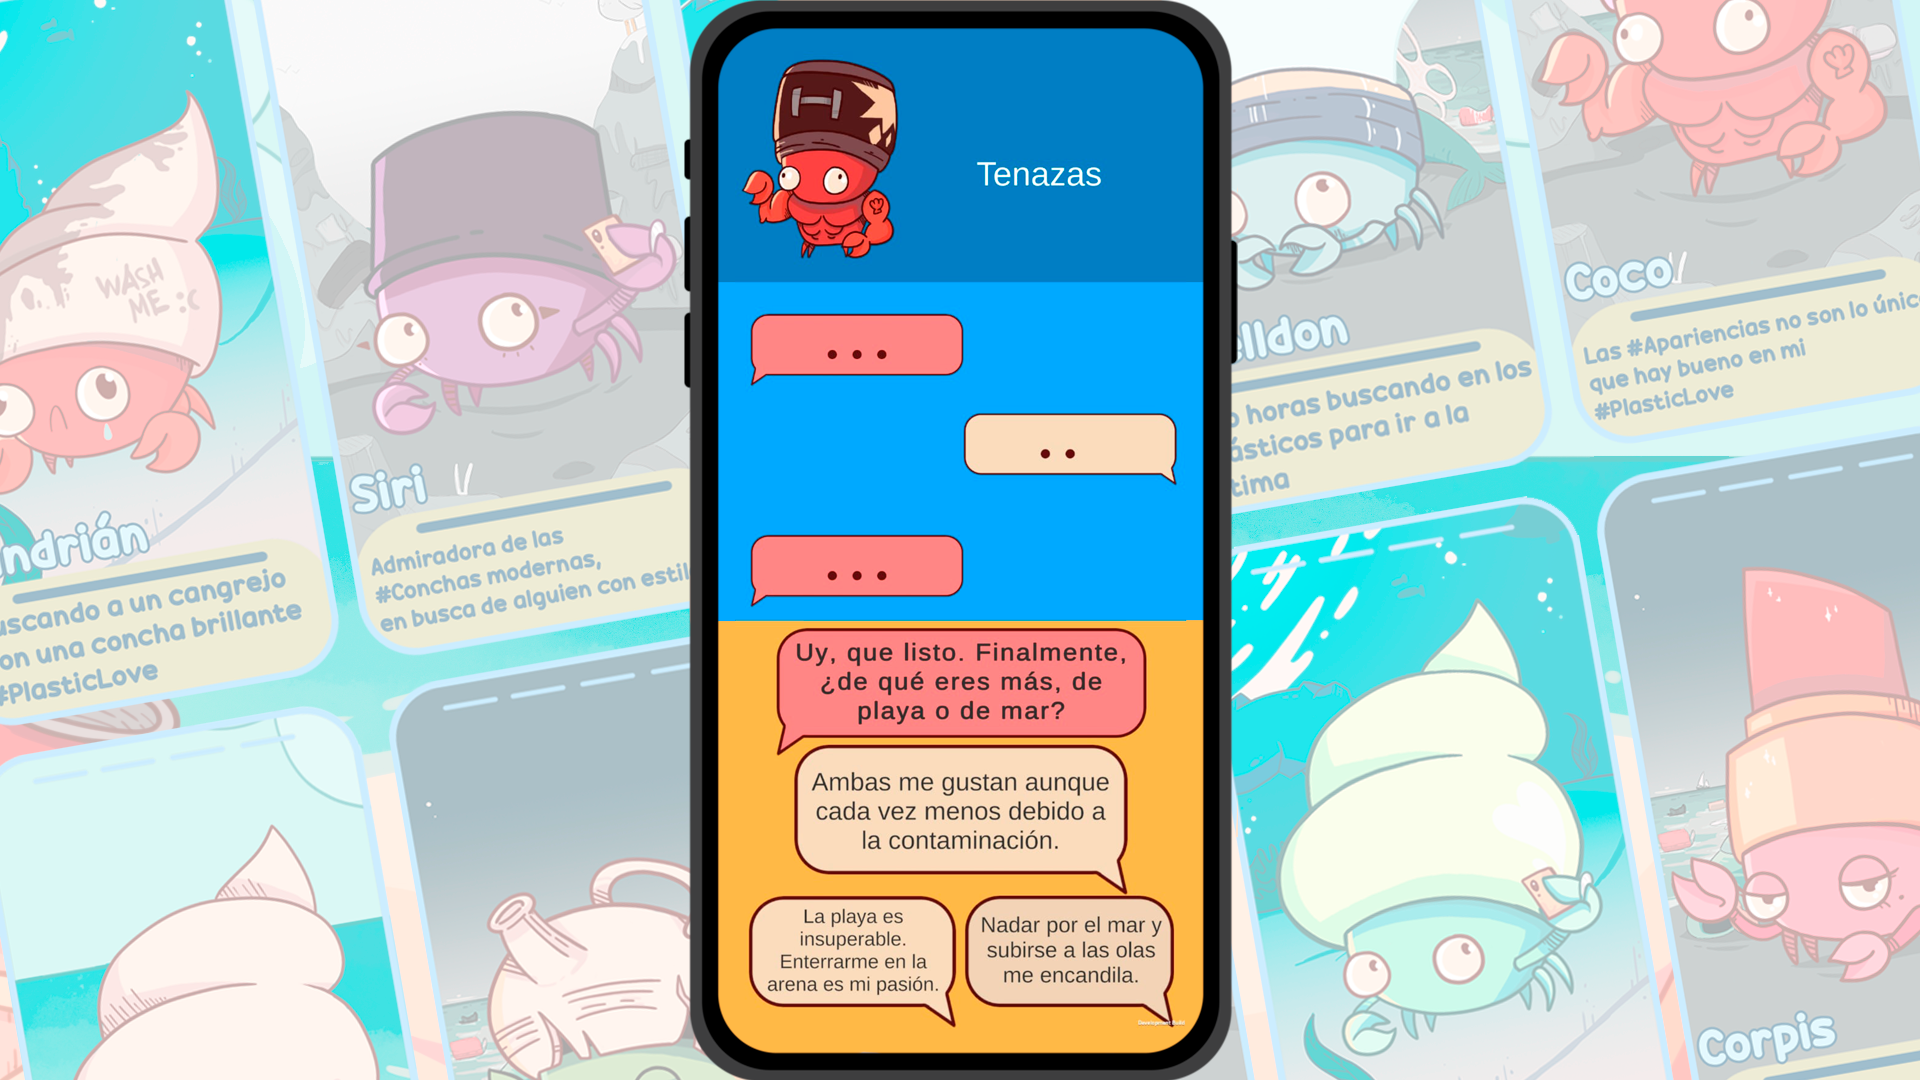 WASH
ME :C
ndrián
uscando a un cangrejo
on una concha brillante
#PlasticLove
Siri
Admiradora de las
#Conchas modernas,
en busca de alguien con estil
Tenazas
...
..
...
Uy, que listo. Finalmente,
¿de qué eres más, de
playa o de mar?
Ambas me gustan aunque
cada vez menos debido a
la contaminación.
La playa es
insuperable.
Enterrarme en la
arena es mi pasión.
Nadar por el mar y
subirse a las olas
me encandila.
Development Build
elldon
o horas buscando en los
ásticos para ir a la
tima
Coco
Las #Apariencias no son lo únic
que hay bueno en mi
#PlasticLove
Corpis